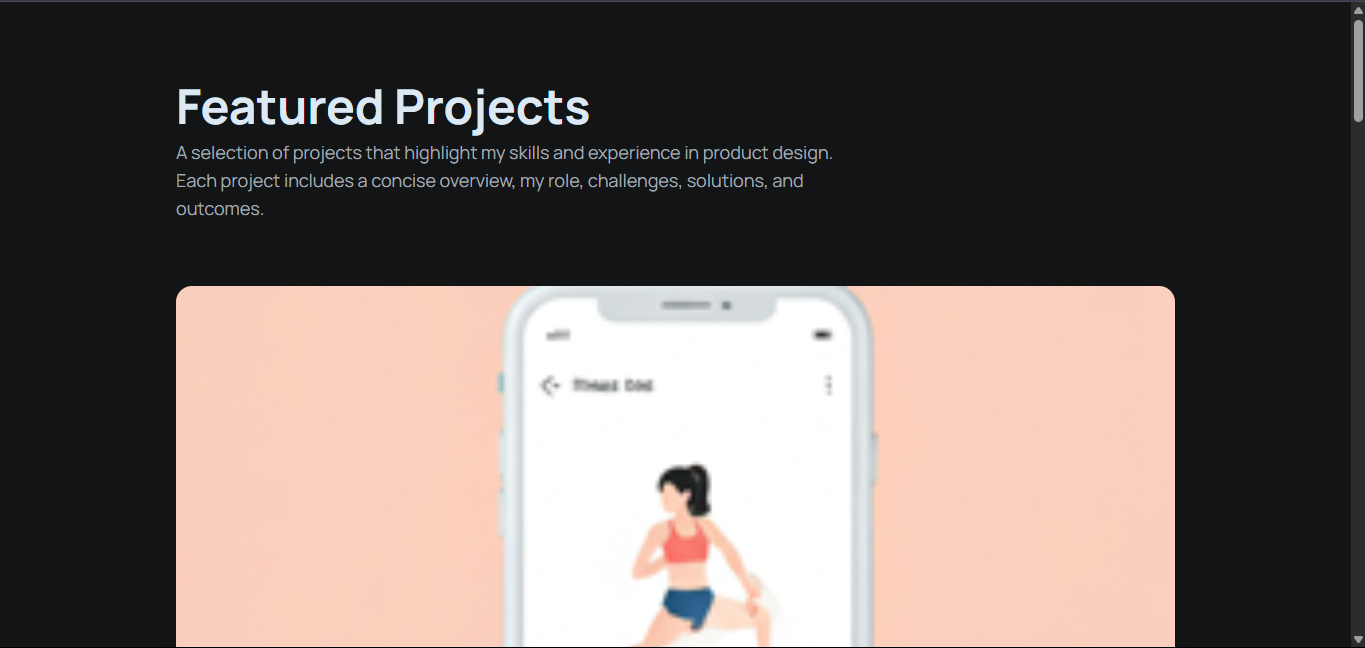 Featured Projects
A selection of projects that highlight my skills and experience in product design.
Each project includes a concise overview, my role, challenges, solutions, and
outcomes.